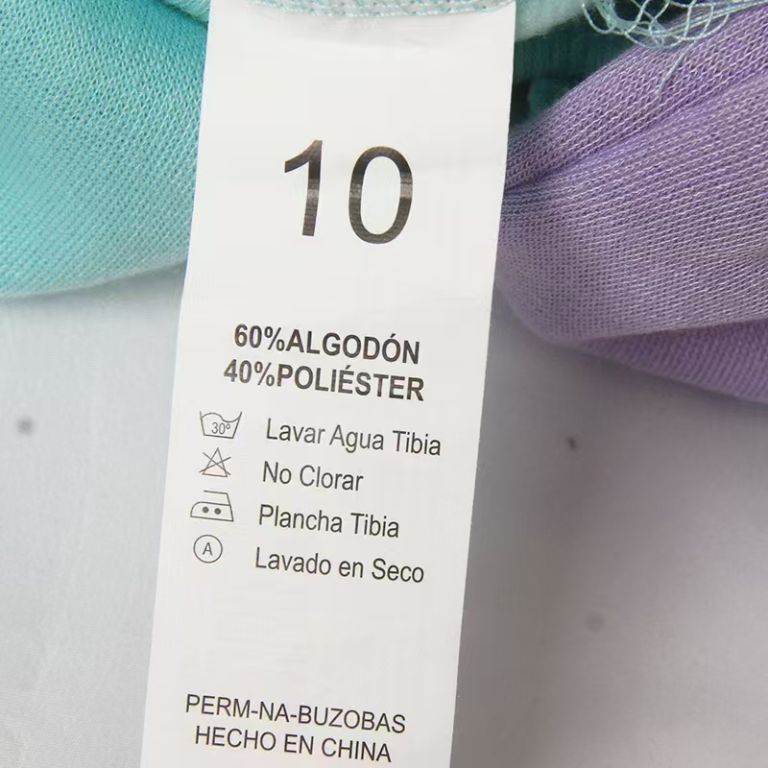 10
60%ALGODÓN
40%POLIÉSTER
30° Lavar Agua Tibia
No Clorar
Plancha Tibia
A Lavado en Seco
PERM-NA-BUZOBAS
HECHO EN CHINA